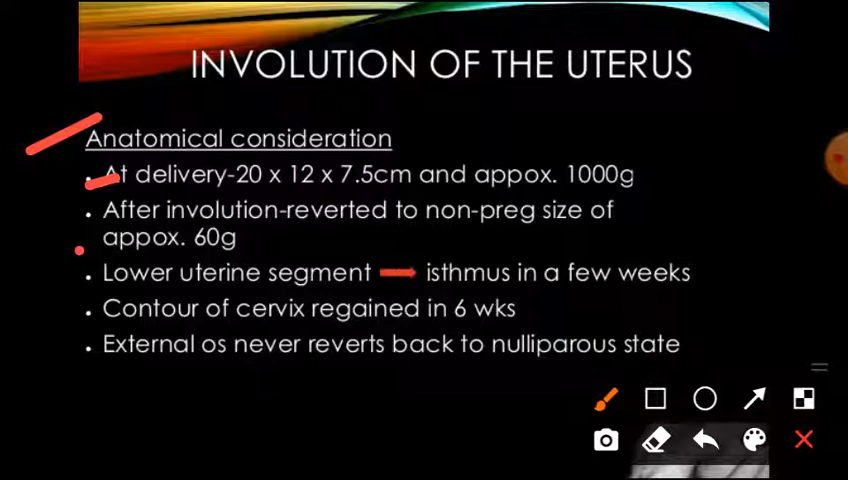 INVOLUTION OF THE UTERUS
Anatomical consideration
• At delivery-20 x 12 x 7.5cm and appox. 1000g
• After involution-reverted to non-preg size of
appox. 60g
• Lower uterine segment → isthmus in a few weeks
• Contour of cervix regained in 6 wks
• External os never reverts back to nulliparous state